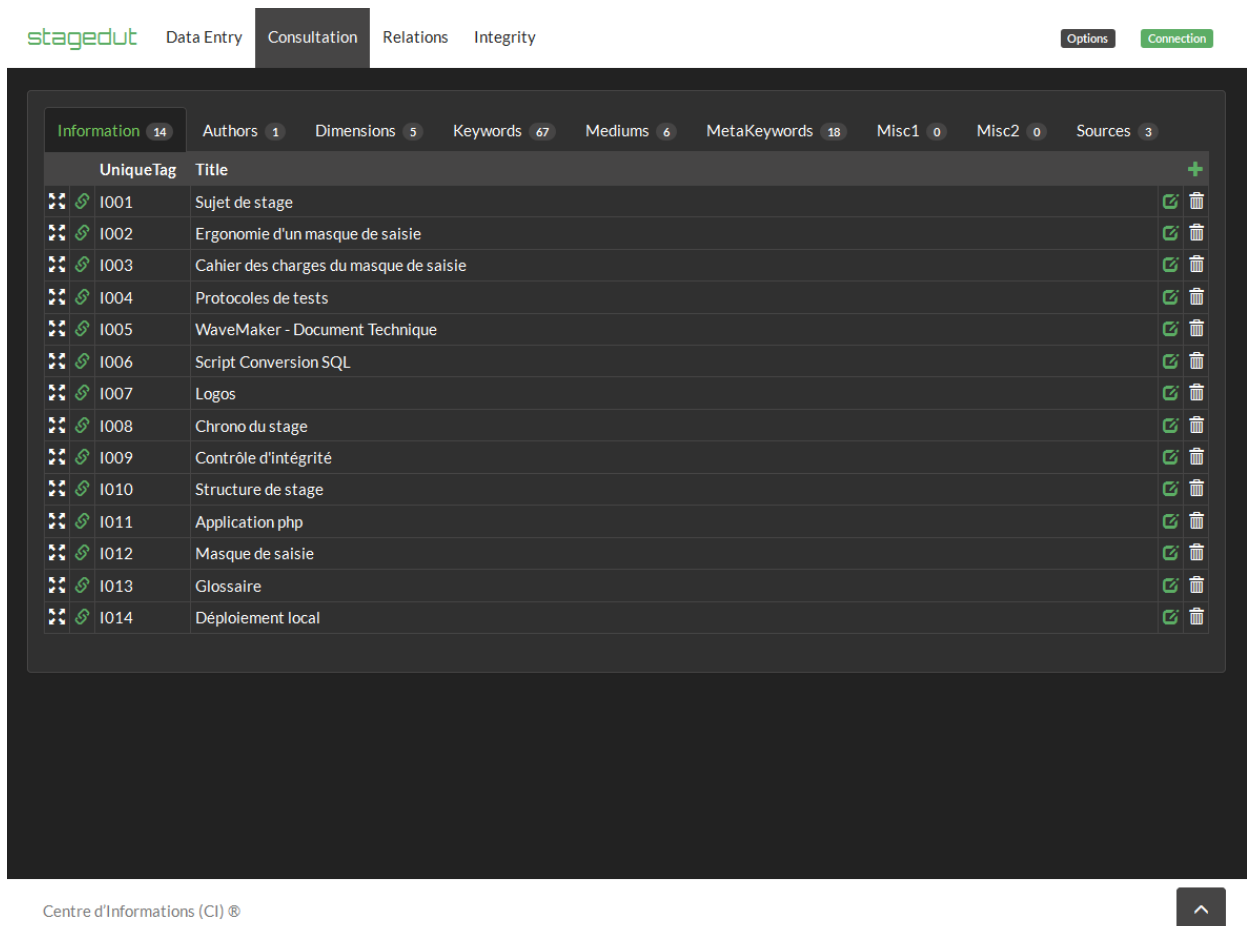 stagedut Data Entry Consultation Relations Integrity Options Connection
Information 14 Authors 1 Dimensions 5 Keywords 67 Mediums 6 MetaKeywords 18 Misc1 0 Misc2 0 Sources 3
UniqueTag Title
I001 Sujet de stage
I002 Ergonomie d'un masque de saisie
I003 Cahier des charges du masque de saisie
I004 Protocoles de tests
I005 WaveMaker - Document Technique
I006 Script Conversion SQL
I007 Logos
I008 Chrono du stage
I009 Contrôle d'intégrité
I010 Structure de stage
I011 Application php
I012 Masque de saisie
I013 Glossaire
I014 Déploiement local
Centre d’Informations (CI) ®